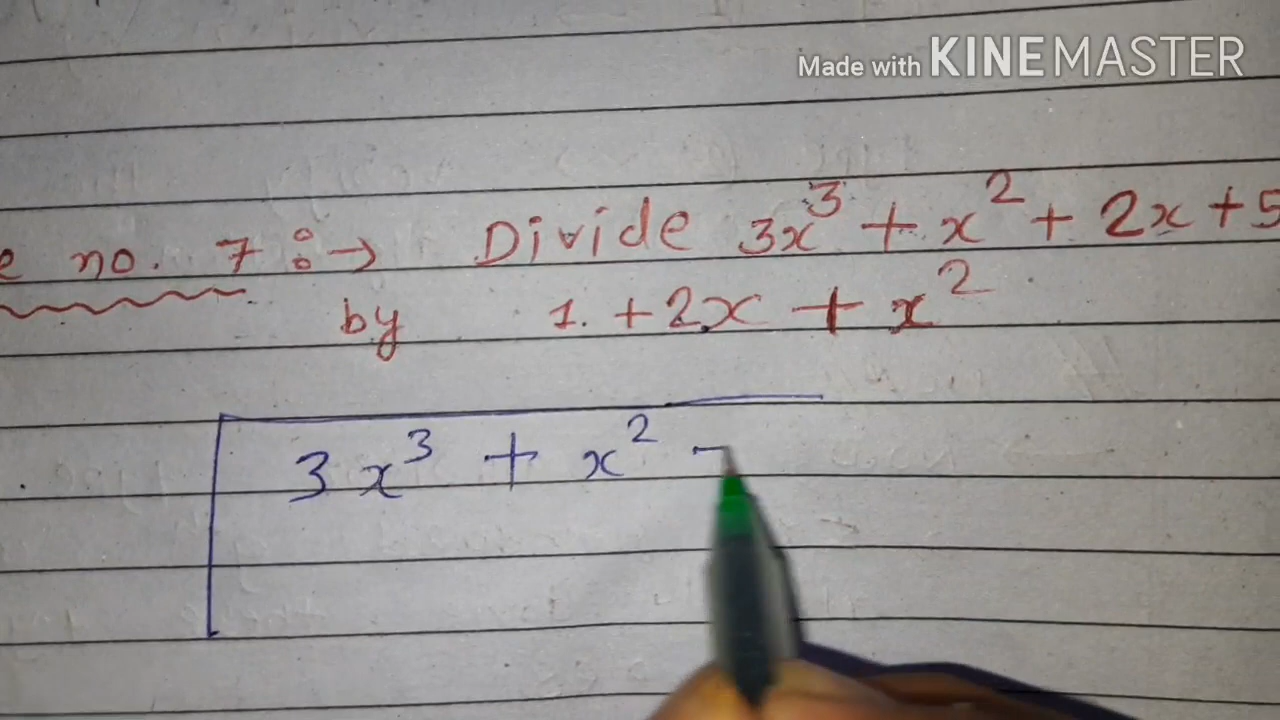 Made with KINEMASTER
e no. 7 :→ Divide 3x³ + x² + 2x + 5
by 1. + 2x + x²
3x³ + x² -